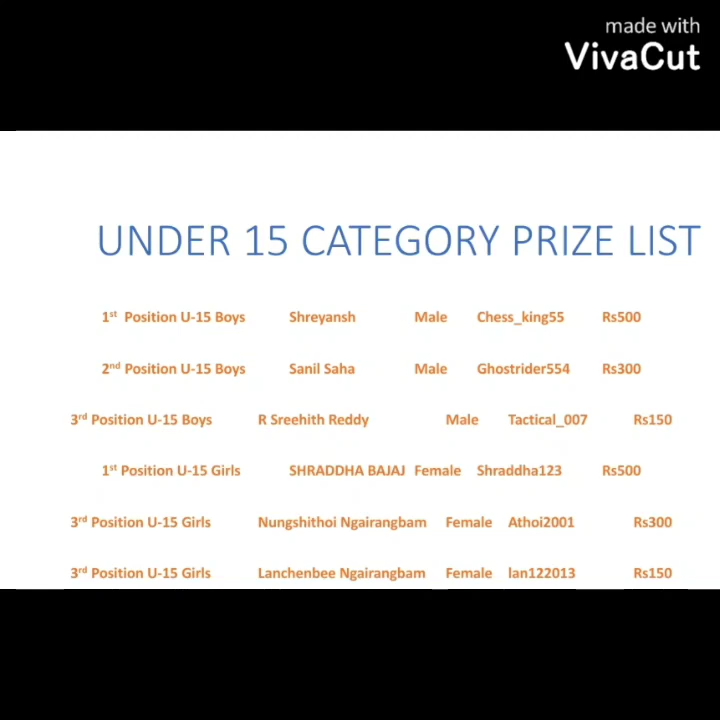 made with
VivaCut
UNDER 15 CATEGORY PRIZE LIST
1st Position U-15 Boys Shreyansh Male Chess_king55 Rs500
2nd Position U-15 Boys Sanil Saha Male Ghostrider554 Rs300
3rd Position U-15 Boys R Sreehith Reddy Male Tactical_007 Rs150
1st Position U-15 Girls SHRADDHA BAJAJ Female Shraddha123 Rs500
3rd Position U-15 Girls Nungshithoi Ngairangbam Female Athoi2001 Rs300
3rd Position U-15 Girls Lanchenbee Ngairangbam Female lan122013 Rs150